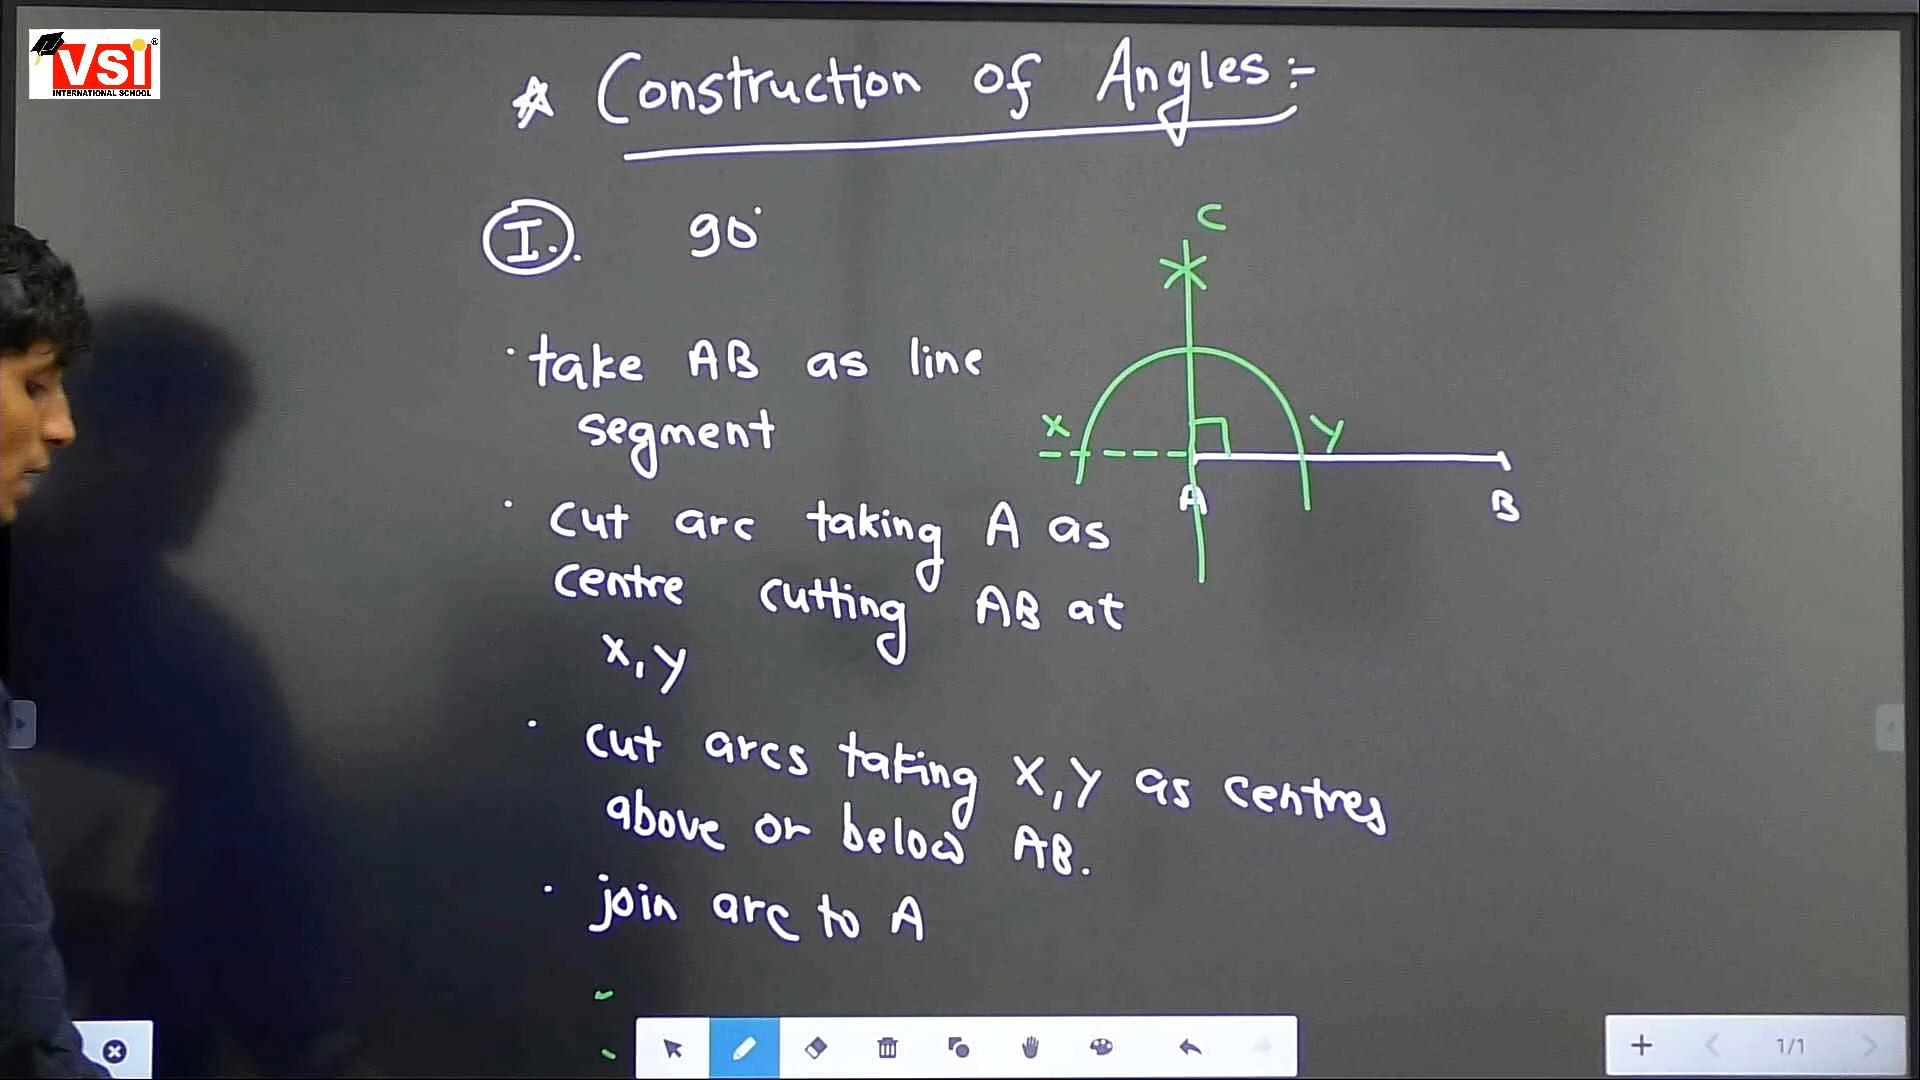 VSI
INTERNATIONAL SCHOOL
Construction of Angles:-
I. 90°
C
· take AB as line
segment
X
Y
A
B
· cut arc taking A as
centre cutting AB at
x, y
· cut arcs taking X, Y as centres
above or below AB.
· join arc to A
1/1